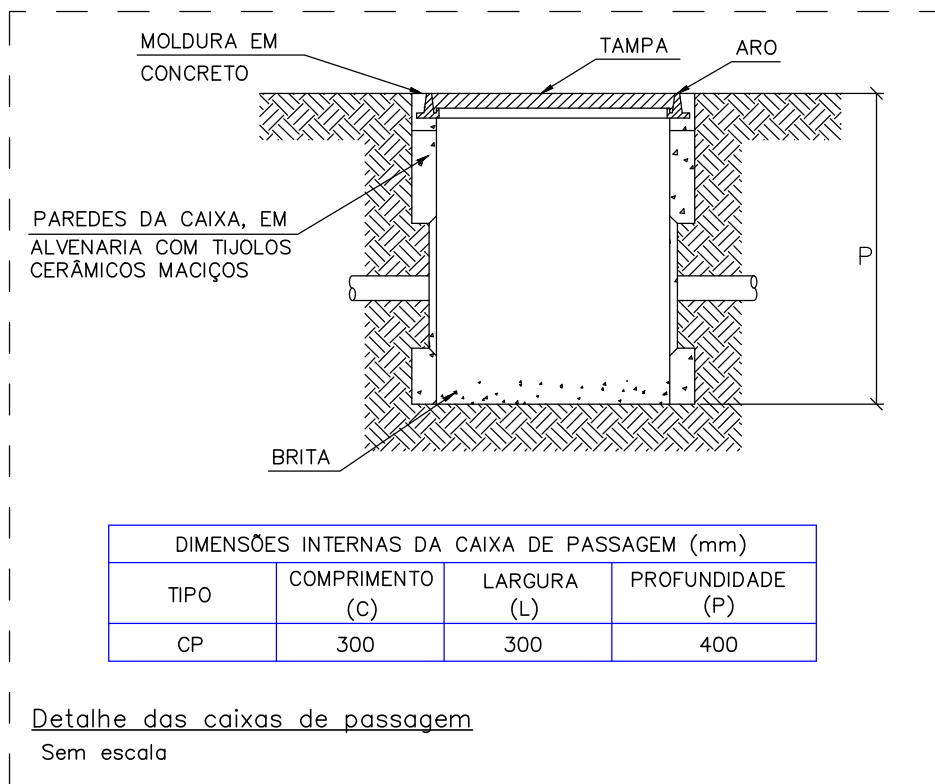 MOLDURA EM
CONCRETO
TAMPA
ARO
PAREDES DA CAIXA, EM
ALVENARIA COM TIJOLOS
CERÂMICOS MACIÇOS
P
BRITA
DIMENSÕES INTERNAS DA CAIXA DE PASSAGEM (mm)
TIPO
COMPRIMENTO
(C)
LARGURA
(L)
PROFUNDIDADE
(P)
CP
300
300
400
Detalhe das caixas de passagem
Sem escala